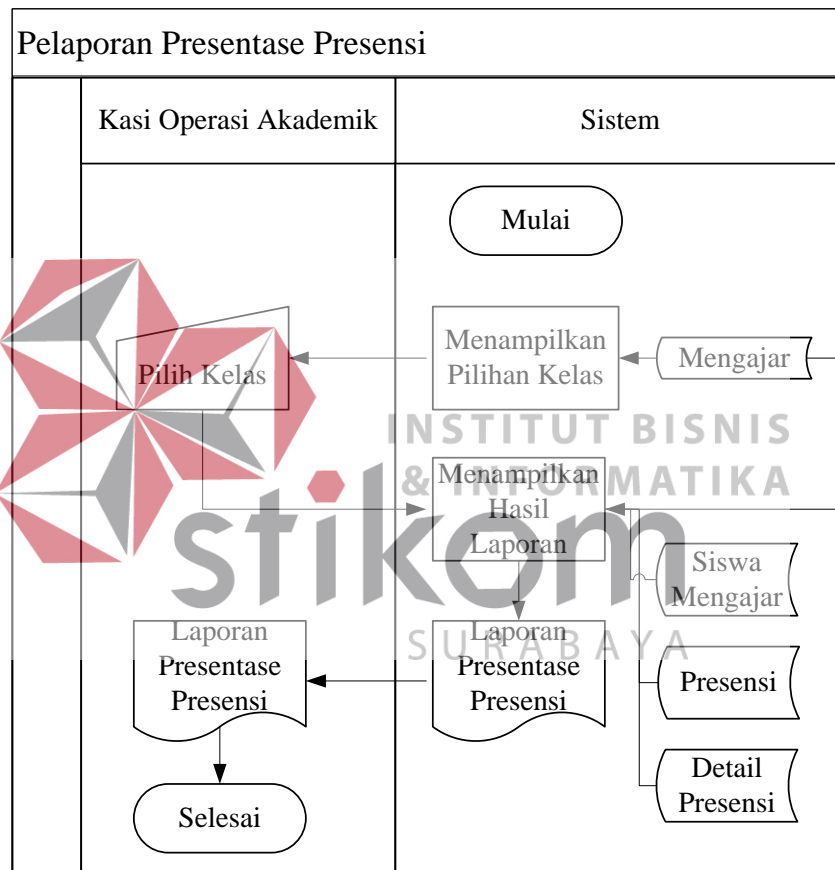 Pelaporan Presentase Presensi
Kasi Operasi Akademik
Sistem
Mulai
Pilih Kelas
Menampilkan
Pilihan Kelas
Mengajar
INSTITUT BISNIS
& INFORMATIKA
stikom
SURABAYA
Menampilkan
Hasil
Laporan
Siswa
Mengajar
Laporan
Presentase
Presensi
Laporan
Presentase
Presensi
Presensi
Detail
Presensi
Selesai